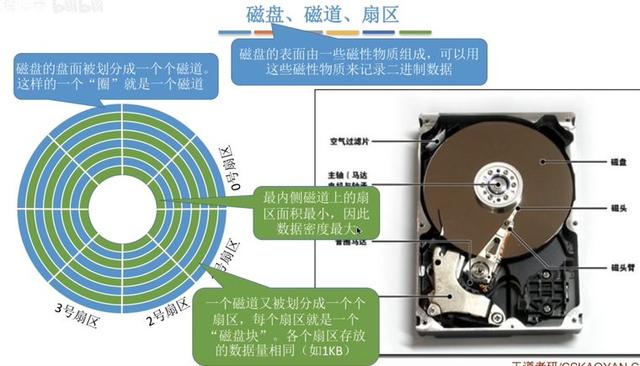 bilibili
磁盘、磁道、扇区
磁盘的表面由一些磁性物质组成，可以用
这些磁性物质来记录二进制数据
磁盘的盘面被划分成一个个磁道。
这样的一个“圈”就是一个磁道
空气过滤片
主轴（马达
磁盘
0号扇区
最内侧磁道上的扇
区面积最小，因此
数据密度最大
磁头
音圈马达
磁头臂
号扇区
2号扇区
3号扇区
一个磁道又被划分成一个个
扇区，每个扇区就是一个
“磁盘块”。各个扇区存放
的数据量相同（如1KB）
王道考研/CSKAOYAN.C